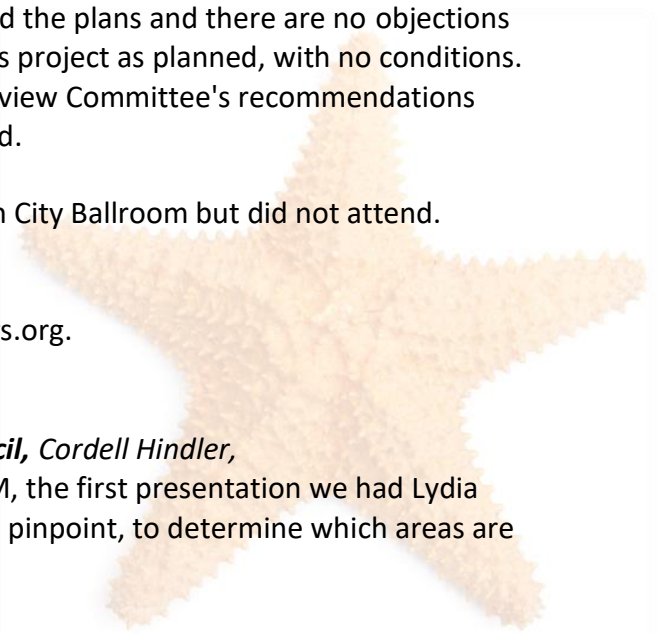 d the plans and there are no objections
s project as planned, with no conditions.
view Committee's recommendations
d.
n City Ballroom but did not attend.
s.org.
cil, Cordell Hindler,
M, the first presentation we had Lydia
pinpoint, to determine which areas are